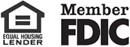 EQUAL HOUSING
LENDER
Member
FDIC